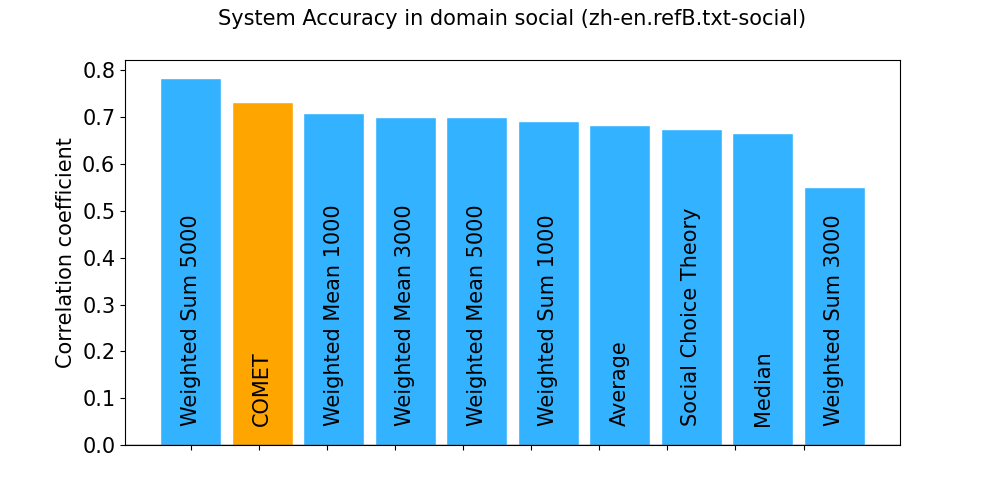 System Accuracy in domain social (zh-en.refB.txt-social)
Correlation coefficient
0.8
0.7
0.6
0.5
0.4
0.3
0.2
0.1
0.0
Weighted Sum 5000
COMET
Weighted Mean 1000
Weighted Mean 3000
Weighted Mean 5000
Weighted Sum 1000
Average
Social Choice Theory
Median
Weighted Sum 3000